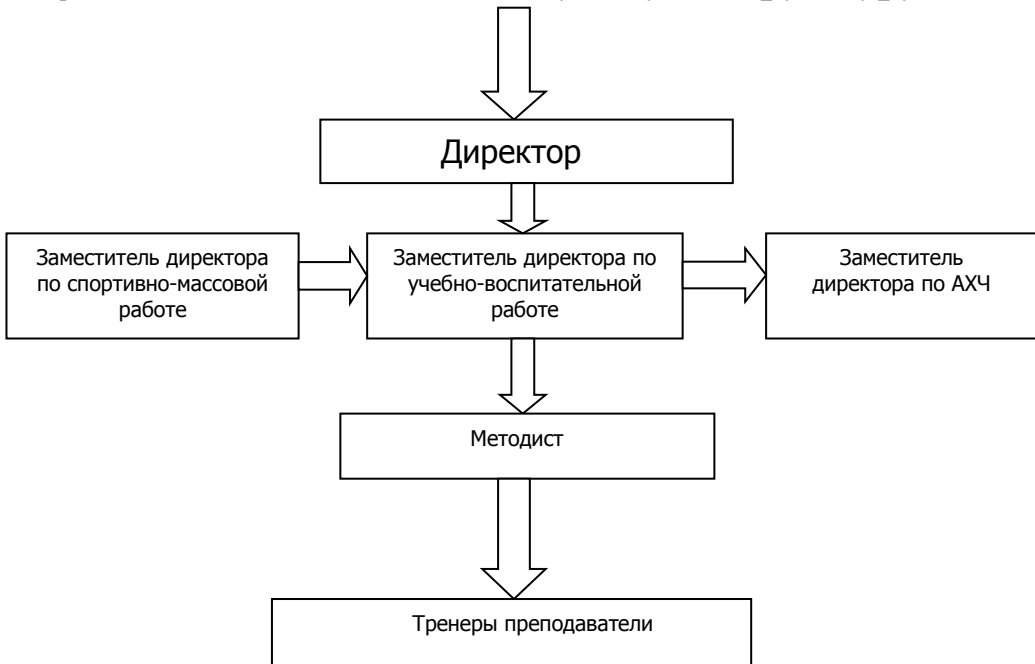 Директор
Заместитель директора
по спортивно-массовой
работе
Заместитель директора по
учебно-воспитательной
работе
Заместитель
директора по АХЧ
Методист
Тренеры преподаватели